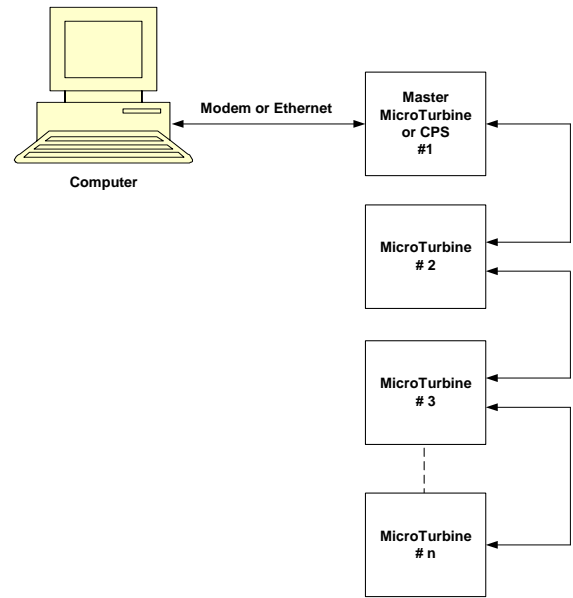 Modem or Ethernet
Computer
Master
MicroTurbine
or CPS
#1
MicroTurbine
# 2
MicroTurbine
# 3
MicroTurbine
# n